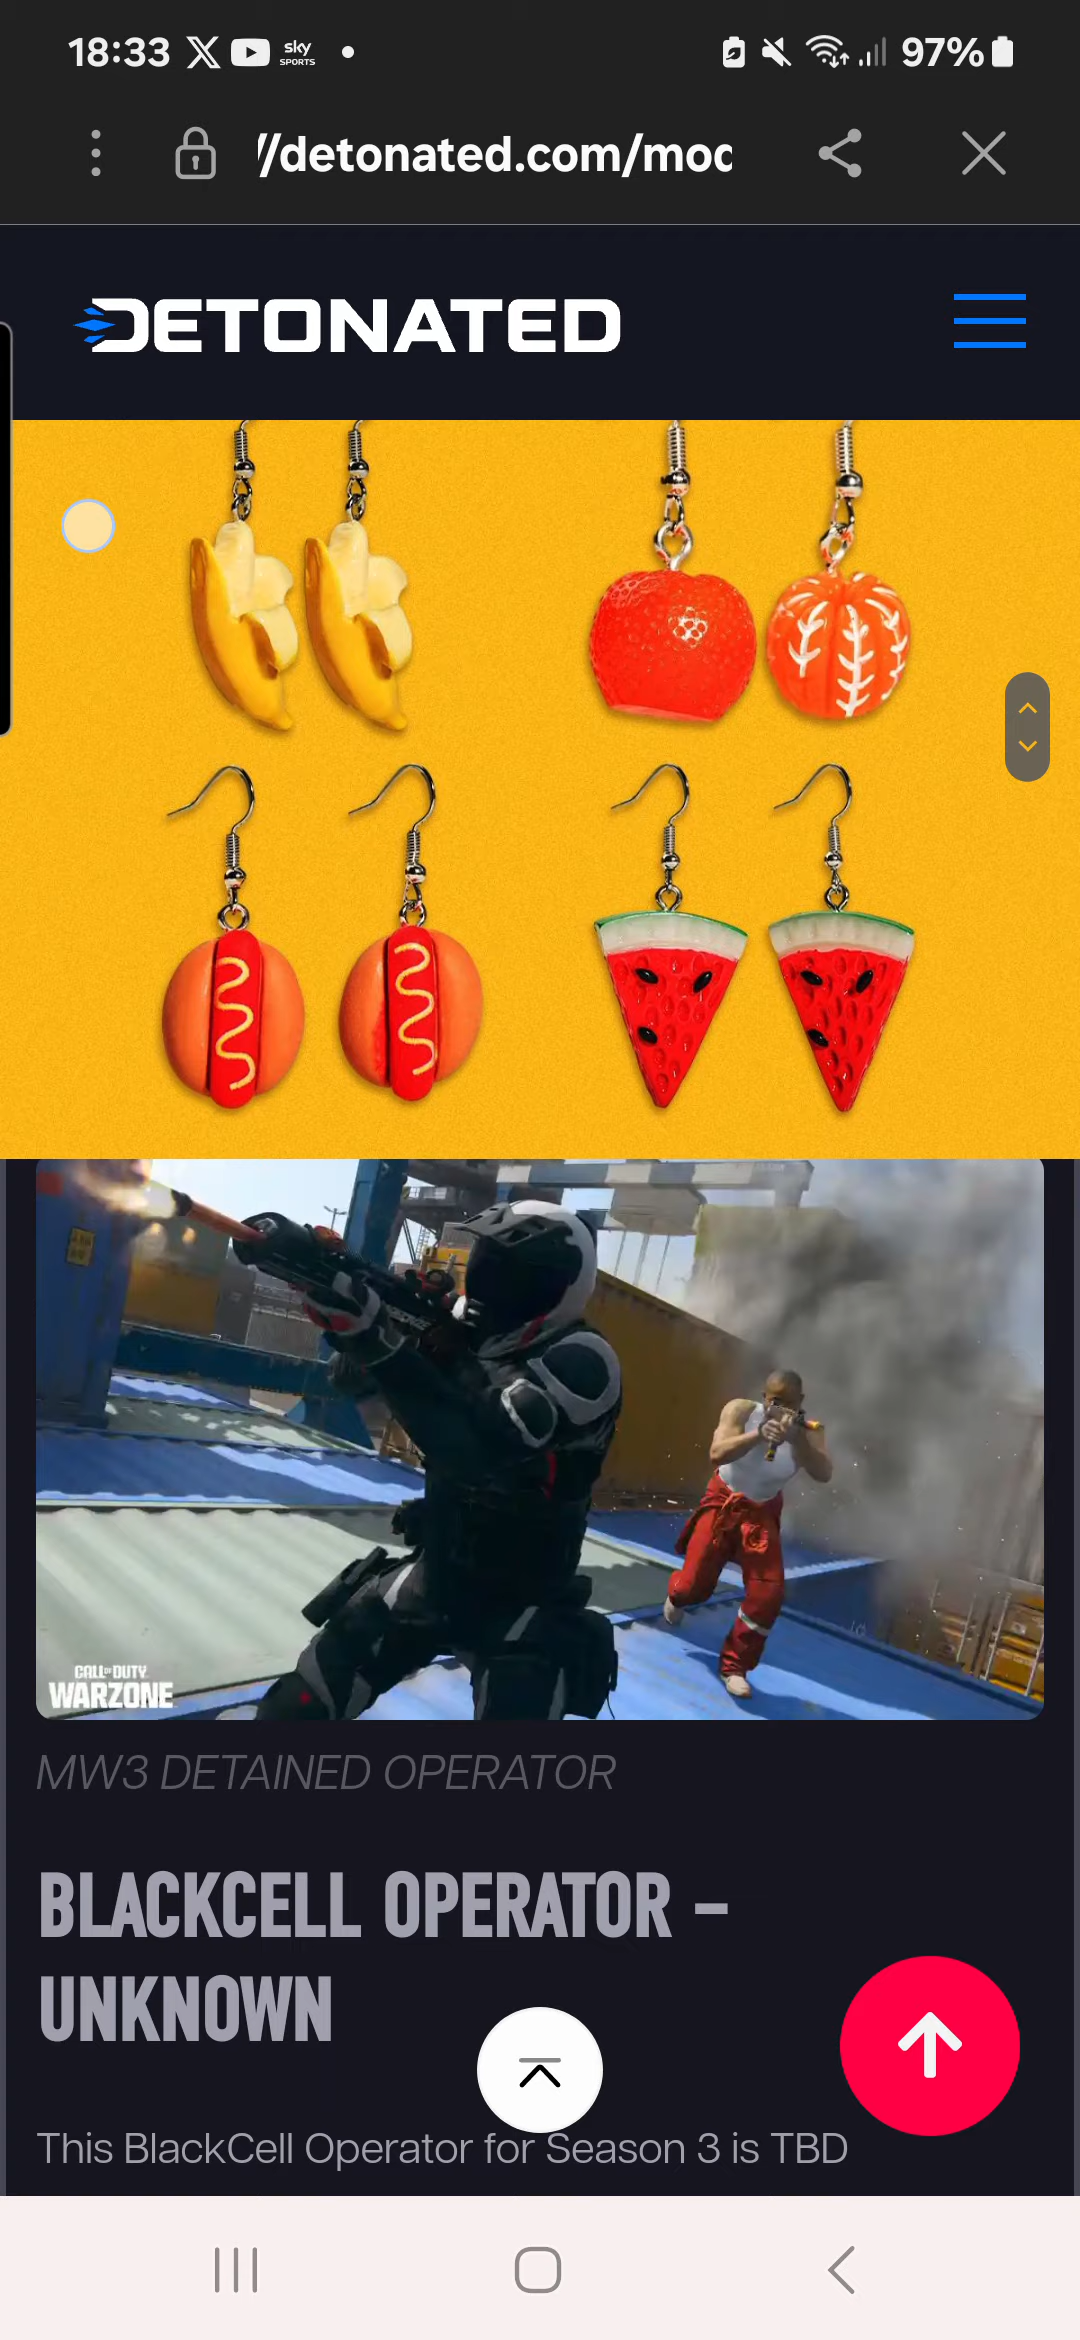 18:33
sky
SPORTS
97%
//detonated.com/mod
DETONATED
CALL OF DUTY
WARZONE
MW3 DETAINED OPERATOR
BLACKCELL OPERATOR –
UNKNOWN
This BlackCell Operator for Season 3 is TBD